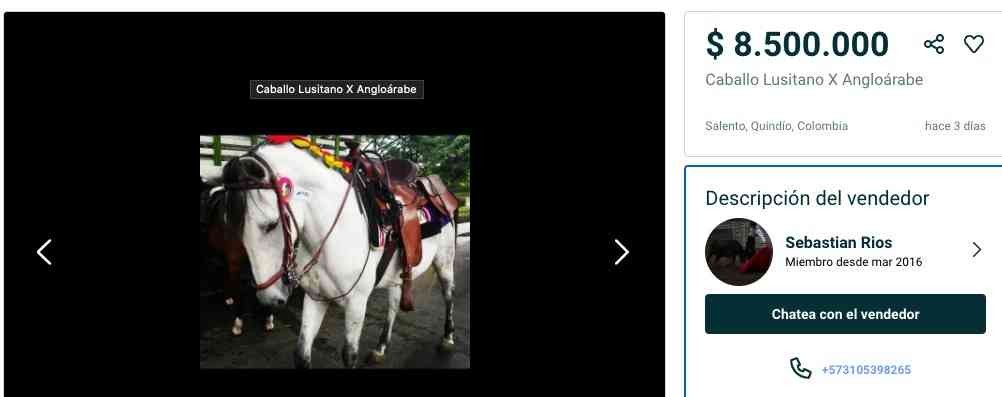 Caballo Lusitano X Angloárabe
$ 8.500.000
Caballo Lusitano X Angloárabe
Salento, Quindío, Colombia hace 3 días
Descripción del vendedor
Sebastian Rios
Miembro desde mar 2016
Chatea con el vendedor
+573105398265